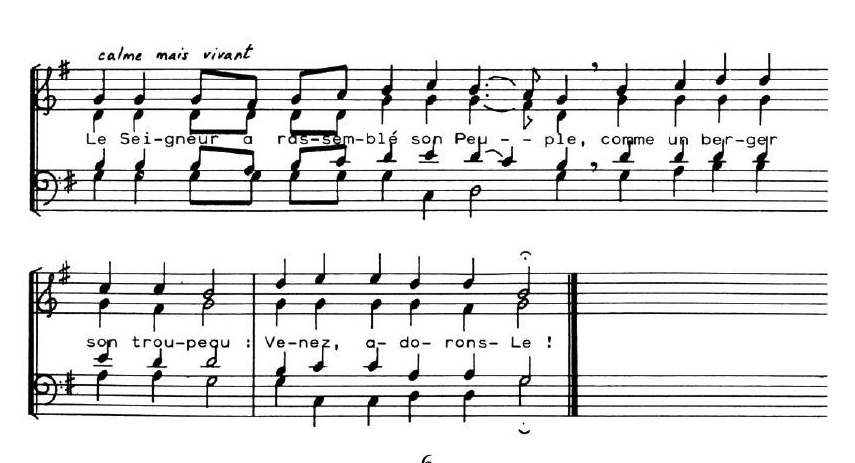 calme mais vivant
Le Sei-gneur a ras-sem-blé son Peu - - ple, comme un ber-ger
son trou-peau : Ve-nez, a- do- rons- Le !
6